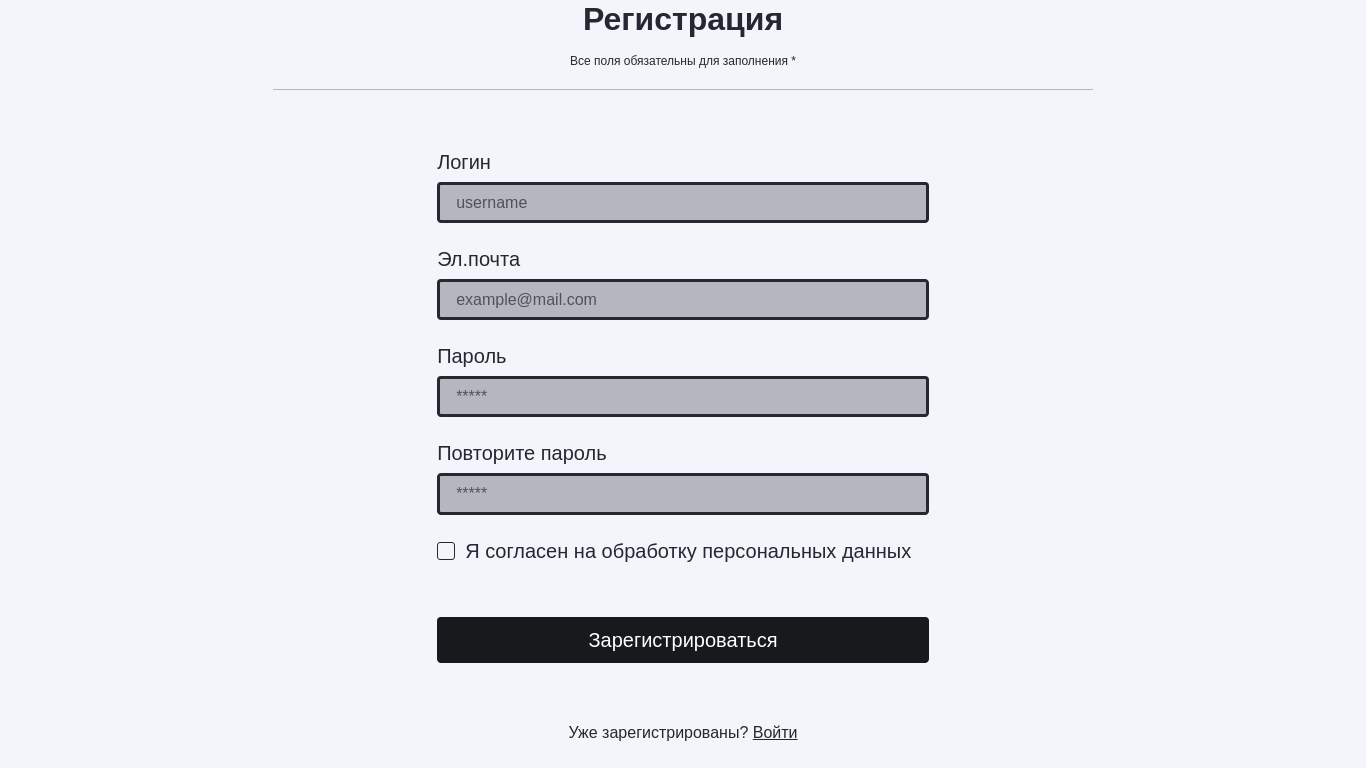 Регистрация
Все поля обязательны для заполнения *
Логин
username
Эл.почта
example@mail.com
Пароль
*****
Повторите пароль
*****
Я согласен на обработку персональных данных
Зарегистрироваться
Уже зарегистрированы? Войти